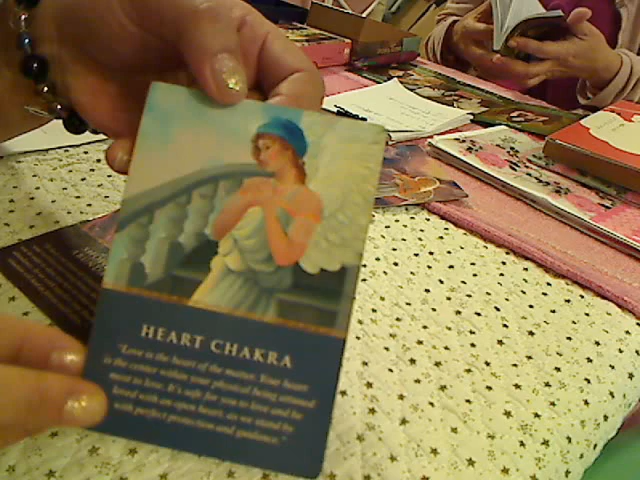 HEART CHAKRA
"Love is the heart of the matter. Your heart
is the center within your physical being attuned
most to love. It's safe for you to love and be
loved with an open heart, as we stand by
with perfect protection and guidance."